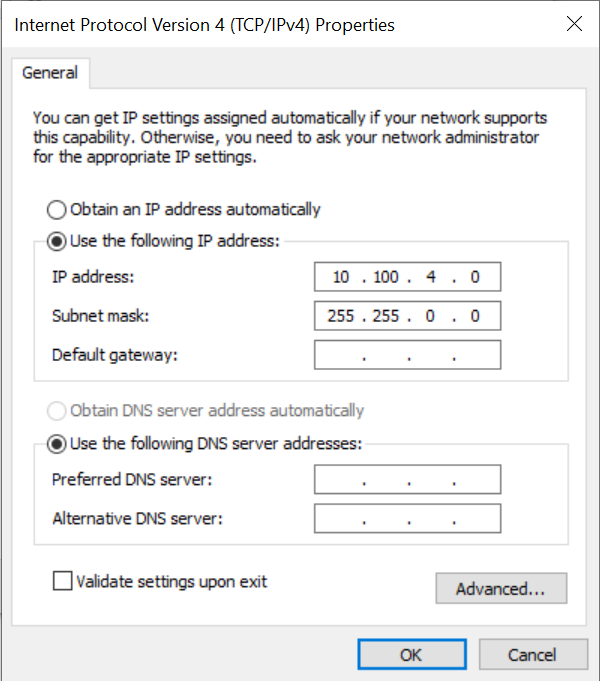 Internet Protocol Version 4 (TCP/IPv4) Properties
General
You can get IP settings assigned automatically if your network supports
this capability. Otherwise, you need to ask your network administrator
for the appropriate IP settings.
Obtain an IP address automatically
Use the following IP address:
IP address: 10 . 100 . 4 . 0
Subnet mask: 255 . 255 . 0 . 0
Default gateway: . . .
Obtain DNS server address automatically
Use the following DNS server addresses:
Preferred DNS server: . . .
Alternative DNS server: . . .
Validate settings upon exit
Advanced...
OK Cancel